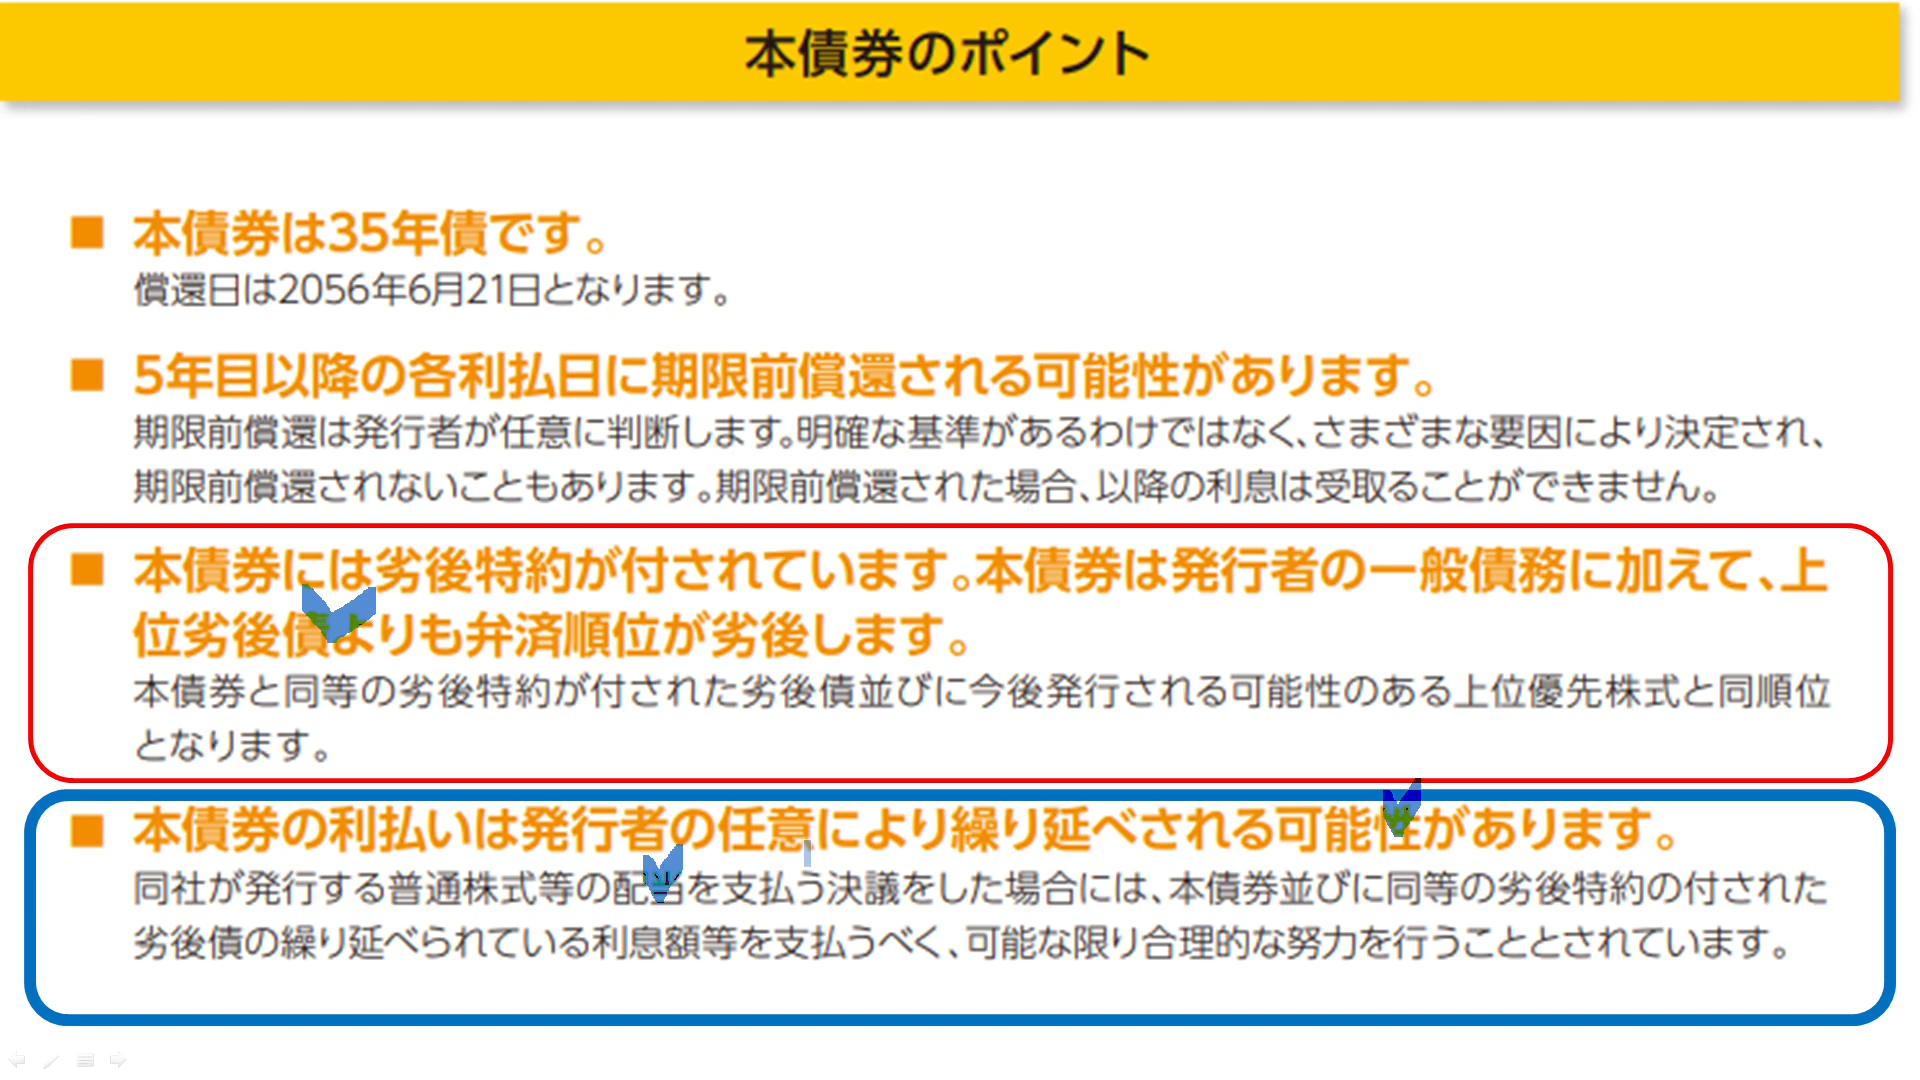 本債券のポイント
■ 本債券は35年債です。
償還日は2056年6月21日となります。
■ 5年目以降の各利払日に期限前償還される可能性があります。
期限前償還は発行者が任意に判断します。明確な基準があるわけではなく、さまざまな要因により決定され、
期限前償還されないこともあります。期限前償還された場合、以降の利息は受取ることができません。
■ 本債券には劣後特約が付されています。本債券は発行者の一般債務に加えて、上
位劣後債よりも弁済順位が劣後します。
本債券と同等の劣後特約が付された劣後債並びに今後発行される可能性のある上位優先株式と同順位
となります。
■ 本債券の利払いは発行者の任意により繰り延べされる可能性があります。
同社が発行する普通株式等の配当を支払う決議をした場合には、本債券並びに同等の劣後特約の付された
劣後債の繰り延べられている利息額等を支払うべく、可能な限り合理的な努力を行うこととされています。